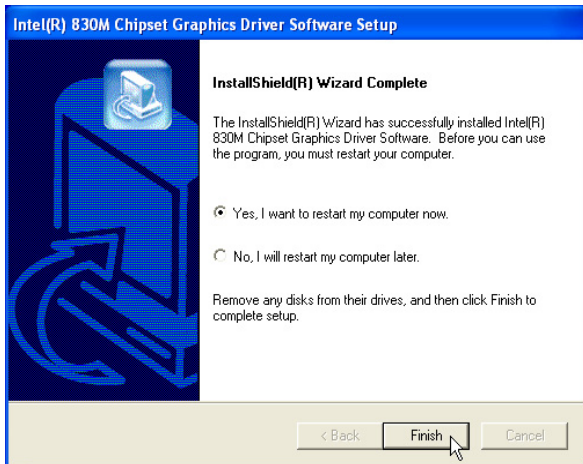 Intel(R) 830M Chipset Graphics Driver Software Setup
InstallShield(R) Wizard Complete
The InstallShield(R) Wizard has successfully installed Intel(R)
830M Chipset Graphics Driver Software.  Before you can use
the program, you must restart your computer.
Yes, I want to restart my computer now.
No, I will restart my computer later.
Remove any disks from their drives, and then click Finish to
complete setup.
< Back
Finish
Cancel